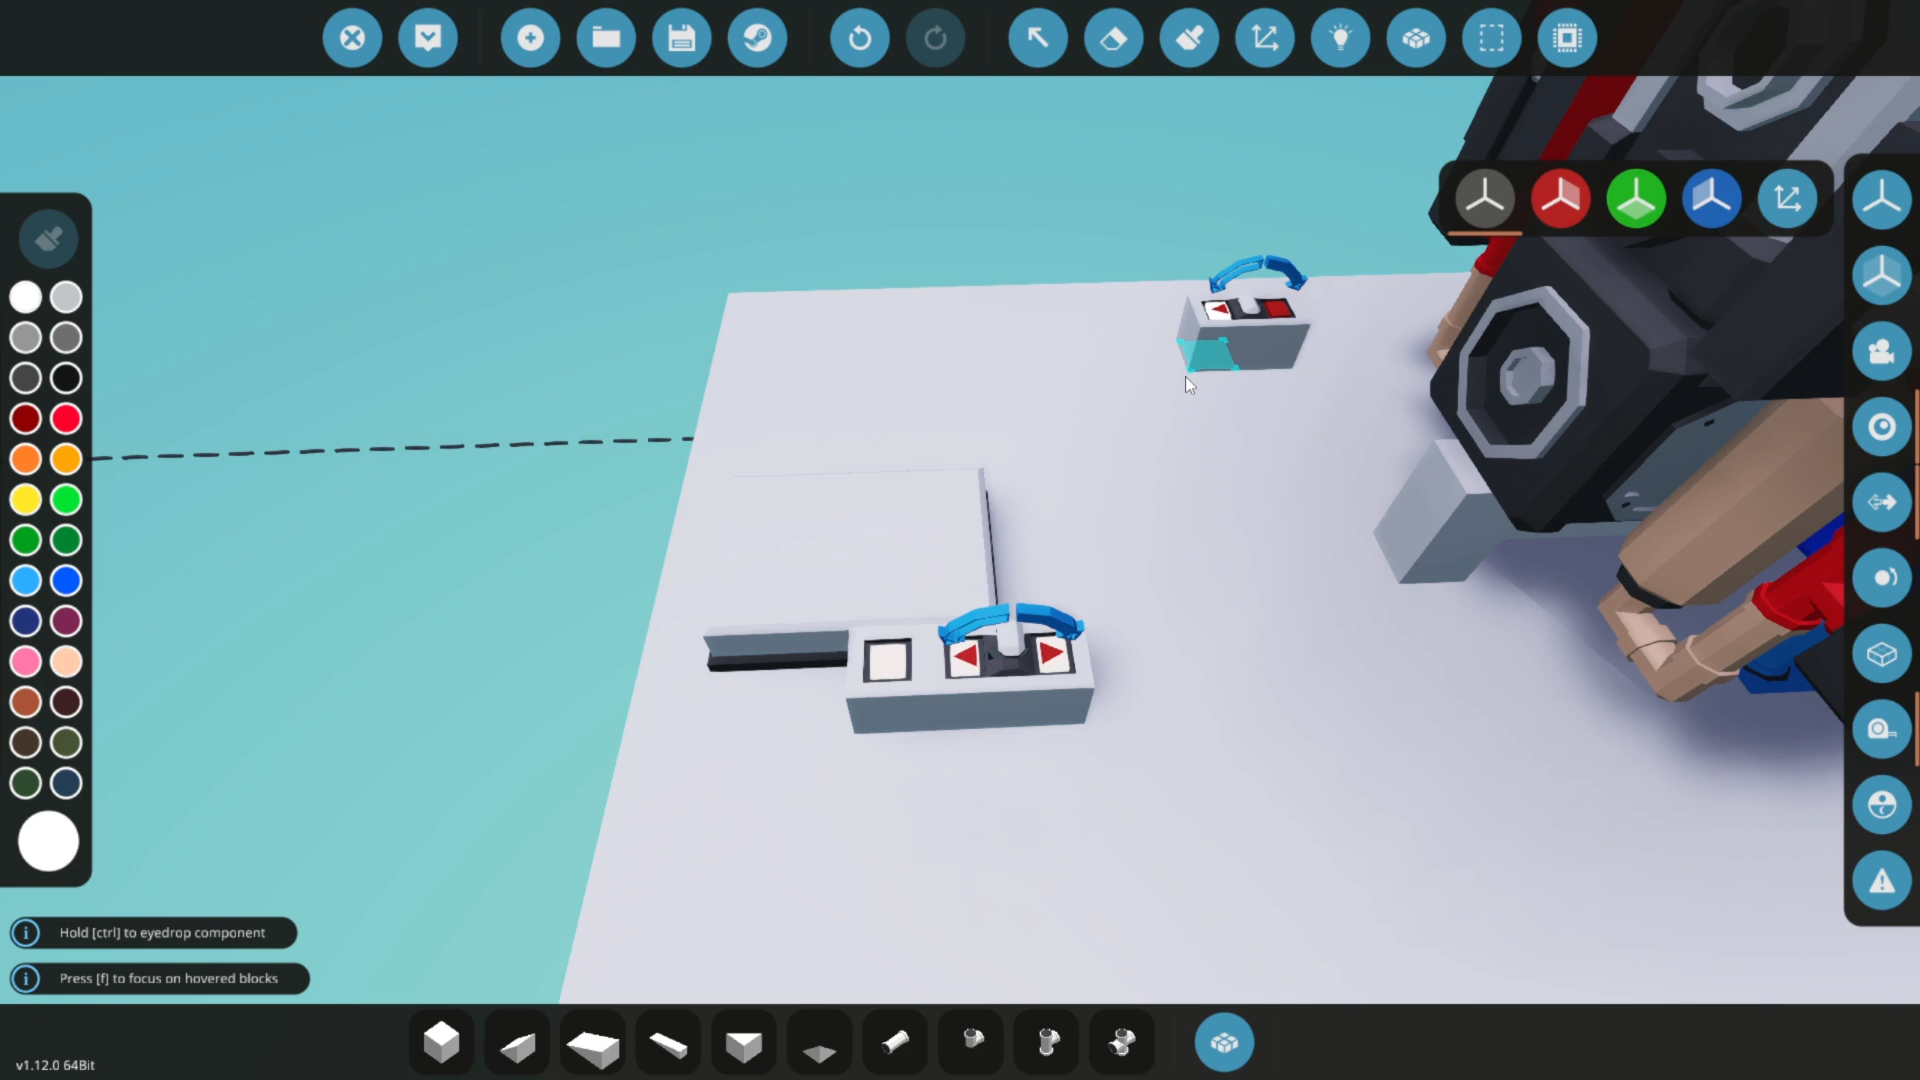 Hold [ctrl] to eyedrop component
Press [f] to focus on hovered blocks
v1.12.0 64Bit